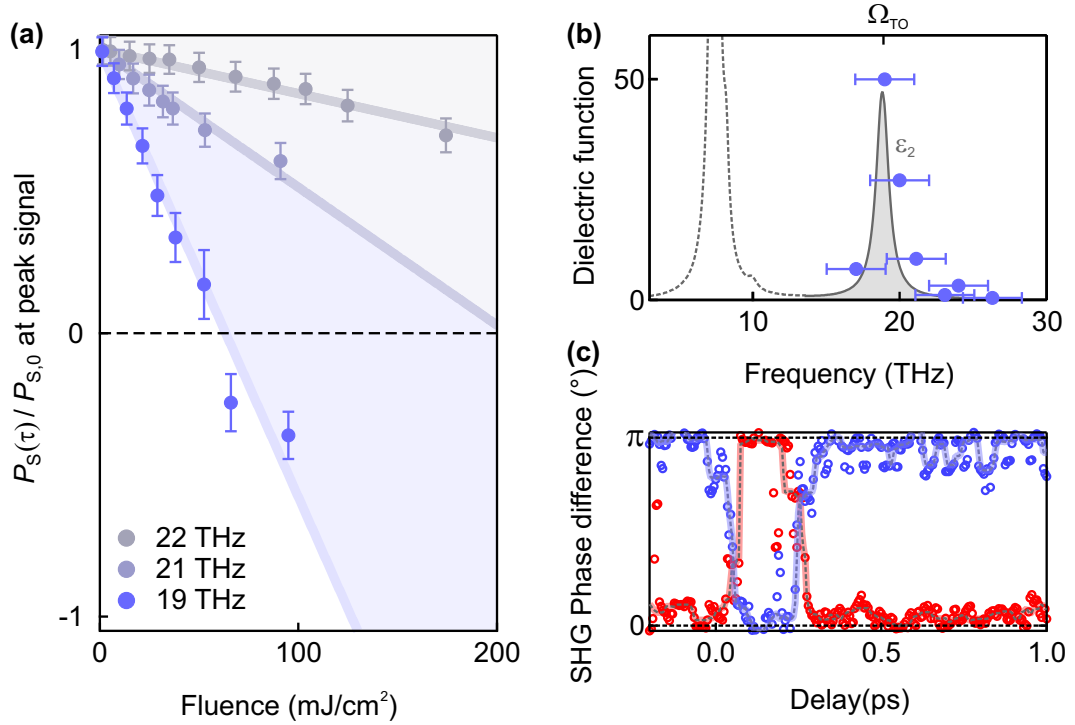 (a)
1
0
-1
P_S(τ) / P_S,0 at peak signal
22 THz
21 THz
19 THz
0 100 200
Fluence (mJ/cm²)
(b)
Ω_TO
50
0
Dielectric function
ε₂
10 20 30
Frequency (THz)
(c)
π
0
SHG Phase difference (°)
0.0 0.5 1.0
Delay(ps)